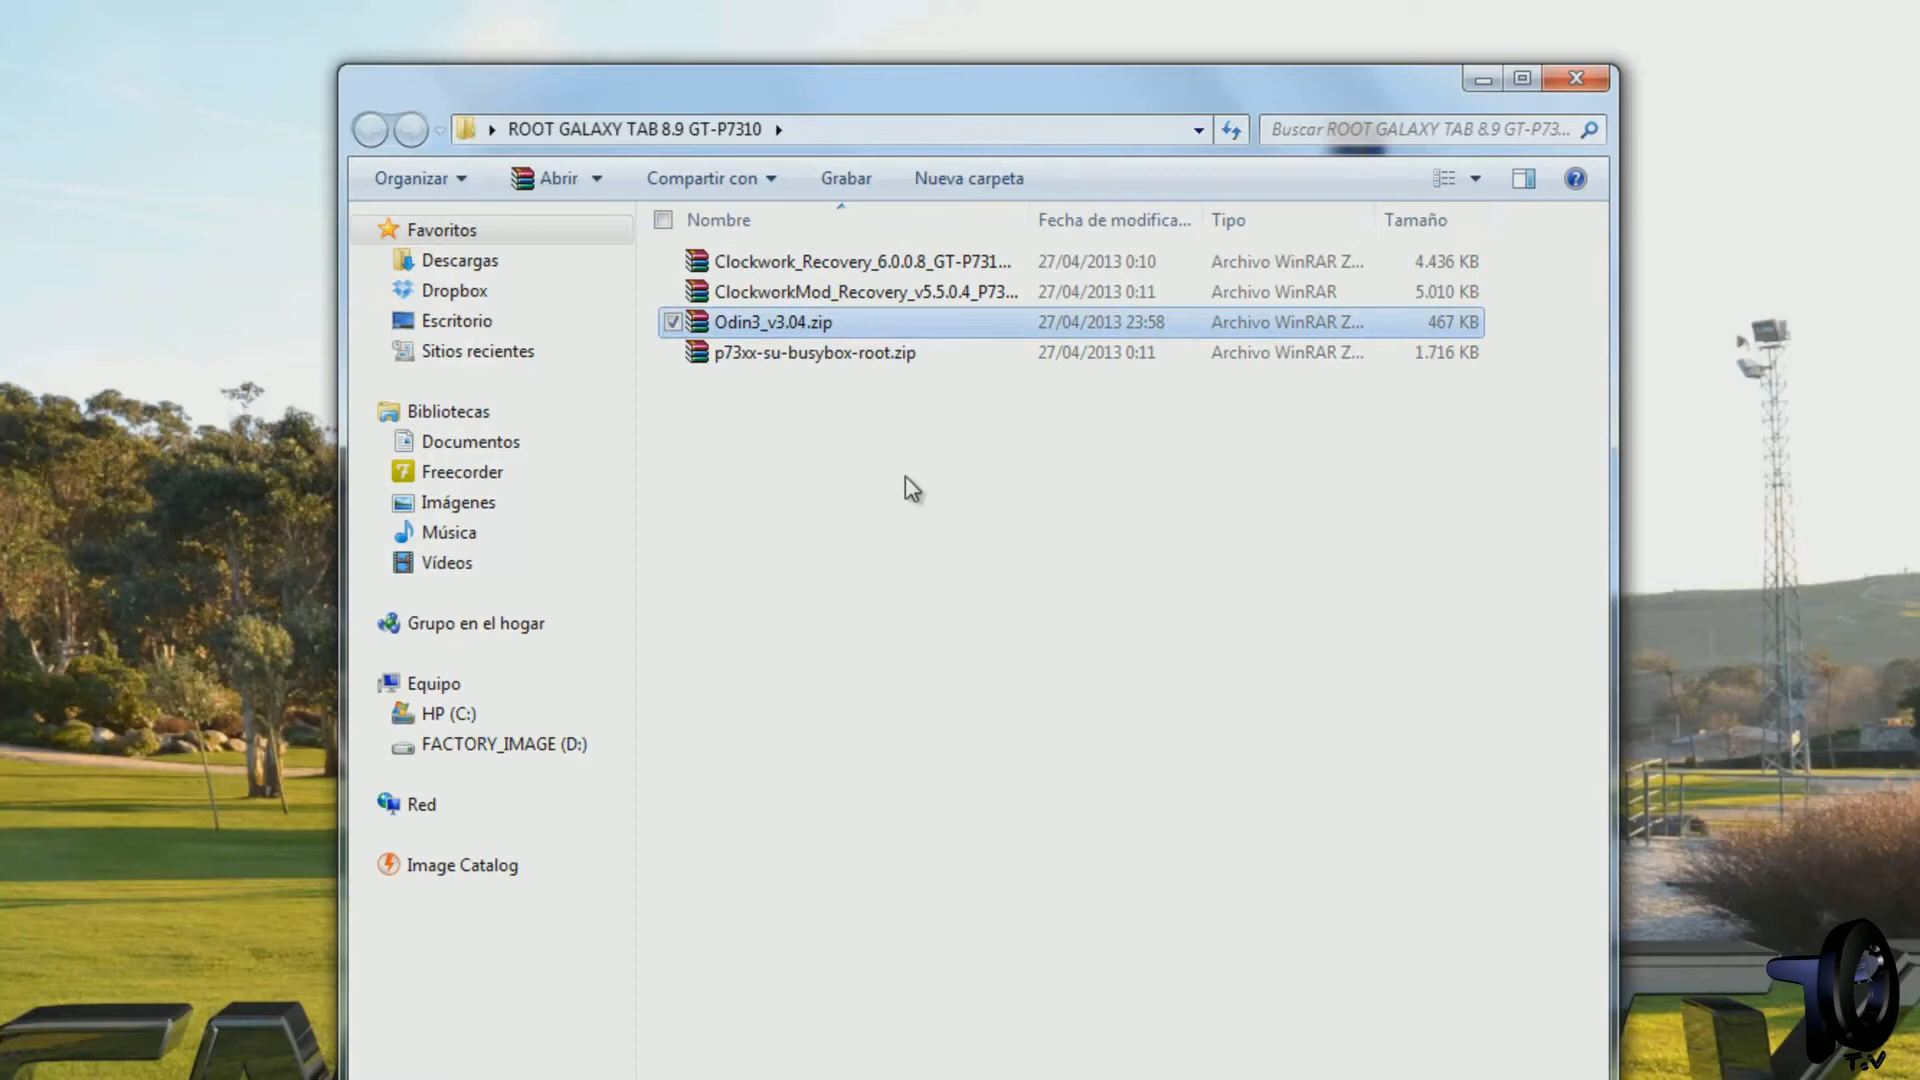 ROOT GALAXY TAB 8.9 GT-P7310
Buscar ROOT GALAXY TAB 8.9 GT-P73...
Organizar Abrir Compartir con Grabar Nueva carpeta
Nombre Fecha de modifica... Tipo Tamaño
Clockwork_Recovery_6.0.0.8_GT-P731... 27/04/2013 0:10 Archivo WinRAR Z... 4.436 KB
ClockworkMod_Recovery_v5.5.0.4_P73... 27/04/2013 0:11 Archivo WinRAR 5.010 KB
Odin3_v3.04.zip 27/04/2013 23:58 Archivo WinRAR Z... 467 KB
p73xx-su-busybox-root.zip 27/04/2013 0:11 Archivo WinRAR Z... 1.716 KB
Favoritos
Descargas
Dropbox
Escritorio
Sitios recientes
Bibliotecas
Documentos
Freecorder
Imágenes
Música
Vídeos
Grupo en el hogar
Equipo
HP (C:)
FACTORY_IMAGE (D:)
Red
Image Catalog